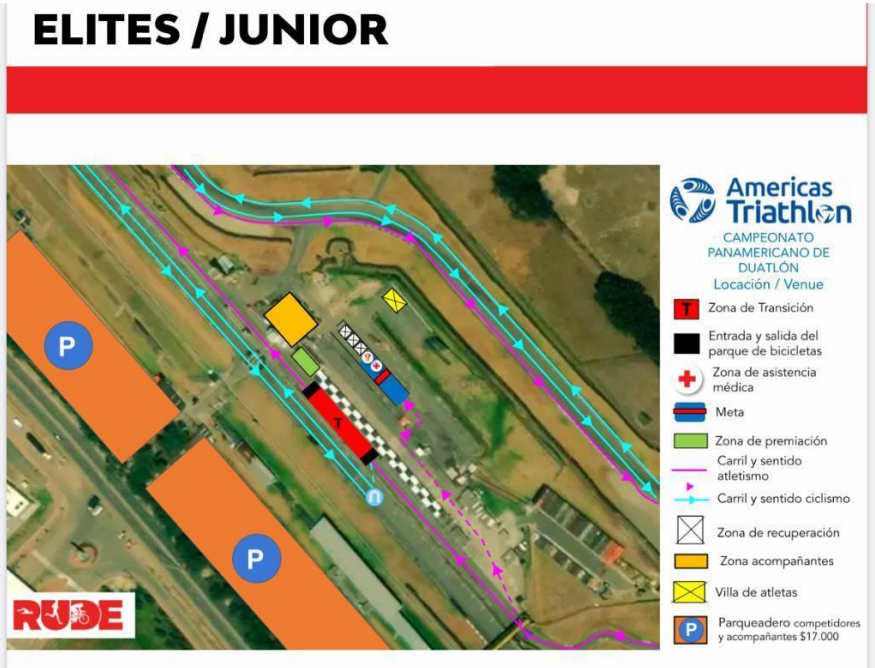 ELITES / JUNIOR
Americas
Triathlon
CAMPEONATO
PANAMERICANO DE
DUATLÓN
Locación / Venue
T
Zona de Transición
Entrada y salida del
parque de bicicletas
Zona de asistencia
médica
Meta
Zona de premiación
Carril y sentido
atletismo
Carril y sentido ciclismo
Zona de recuperación
Zona acompañantes
Villa de atletas
P
Parqueadero competidores
y acompañantes $17.000
P
T
P
RUDE